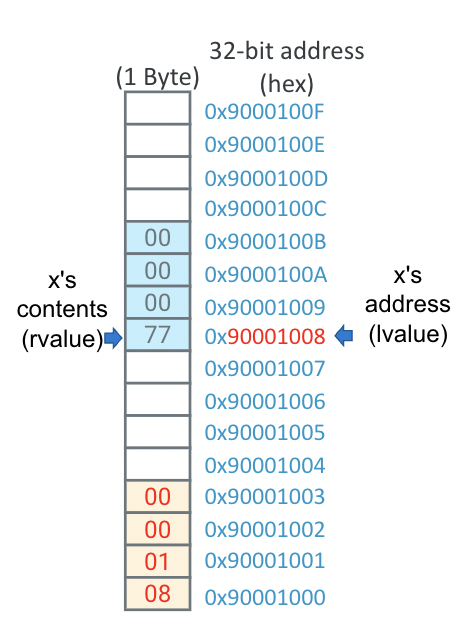 32-bit address
(1 Byte) (hex)
0x9000100F
0x9000100E
0x9000100D
0x9000100C
00 0x9000100B
00 0x9000100A
00 0x90001009
x's
contents
(rvalue)
77 0x90001008
x's
address
(lvalue)
0x90001007
0x90001006
0x90001005
0x90001004
00 0x90001003
00 0x90001002
01 0x90001001
08 0x90001000